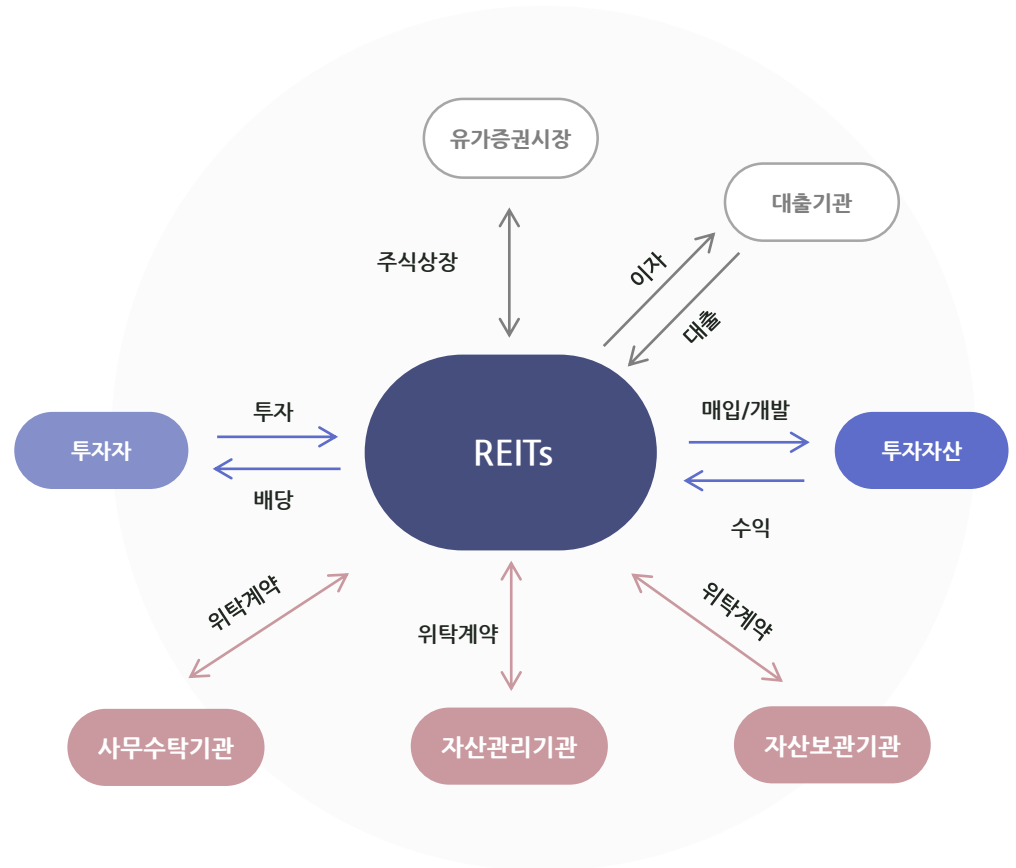 유가증권시장
대출기관
주식상장
이자
대출
투자자
투자
배당
REITs
매입/개발
수익
투자자산
위탁계약
위탁계약
위탁계약
사무수탁기관
자산관리기관
자산보관기관